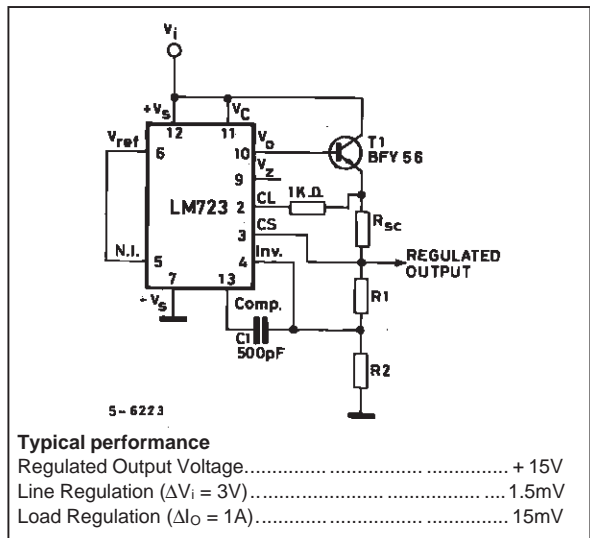 Vi
+Vs
VC
12
11
Vref
6
Vo
10
T1
BFY 56
Vz
9
LM723
CL
2
1KΩ
Rsc
CS
3
REGULATED
OUTPUT
N.I.
5
Inv.
4
7
13
R1
-Vs
Comp.
C1
500pF
R2
5-6223
Typical performance
Regulated Output Voltage.................. ................... ................ + 15V
Line Regulation (ΔVi = 3V)............................. ................... .... 1.5mV
Load Regulation (ΔIO = 1A)............................. ................... 15mV